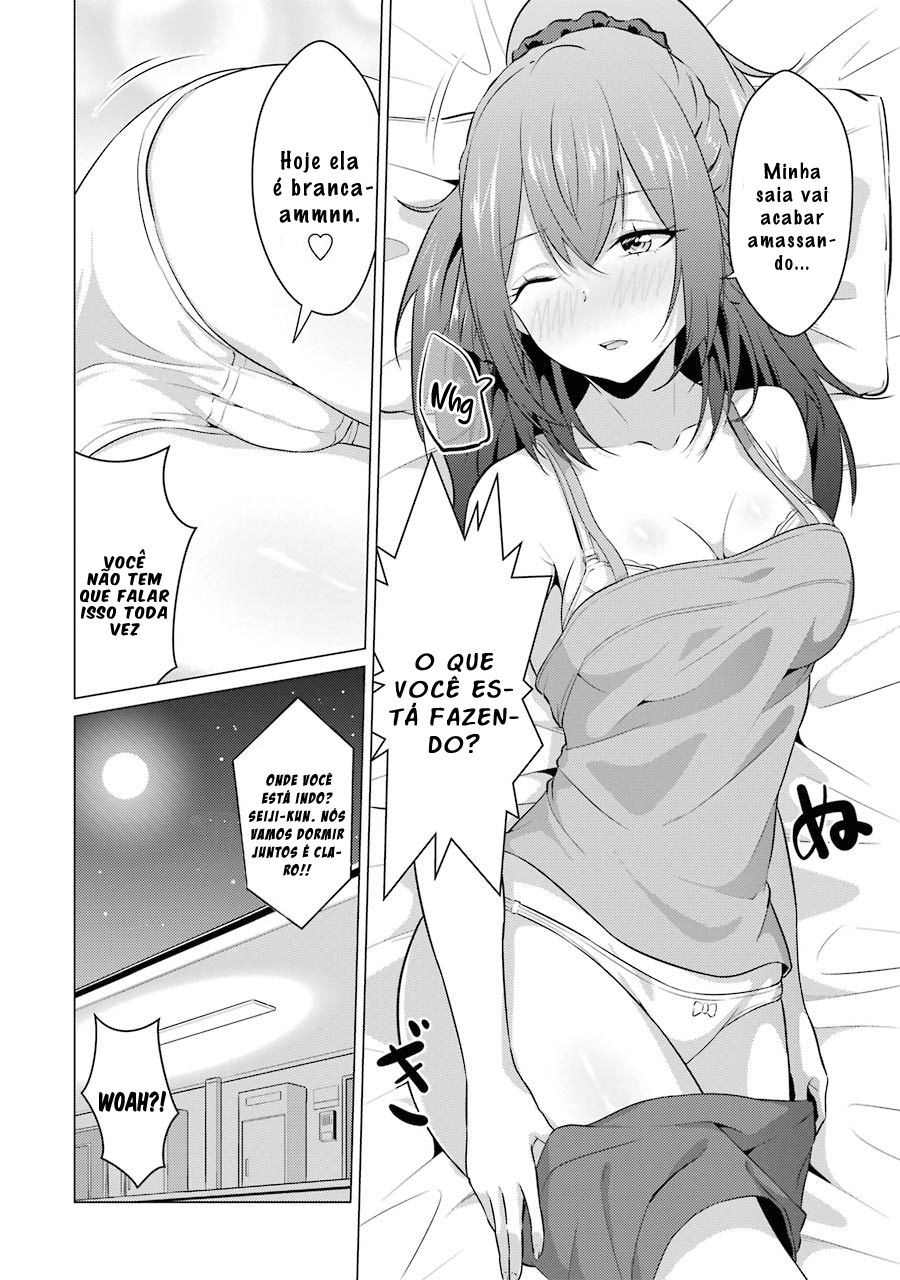 Minha
saia vai
acabar
amassan-
do...
Nhg
O QUE
VOCÊ ES-
TÁ FAZEN-
DO?
ぬ
ぎ
Hoje ela
é branca-
ammnn.
♡
VOCÊ
NÃO TEM
QUE FALAR
ISSO TODA
VEZ
ONDE VOCÊ
ESTÁ INDO?
SEIJI-KUN. NÓS
VAMOS DORMIR
JUNTOS É CLA-
RO!!
WOAH?!